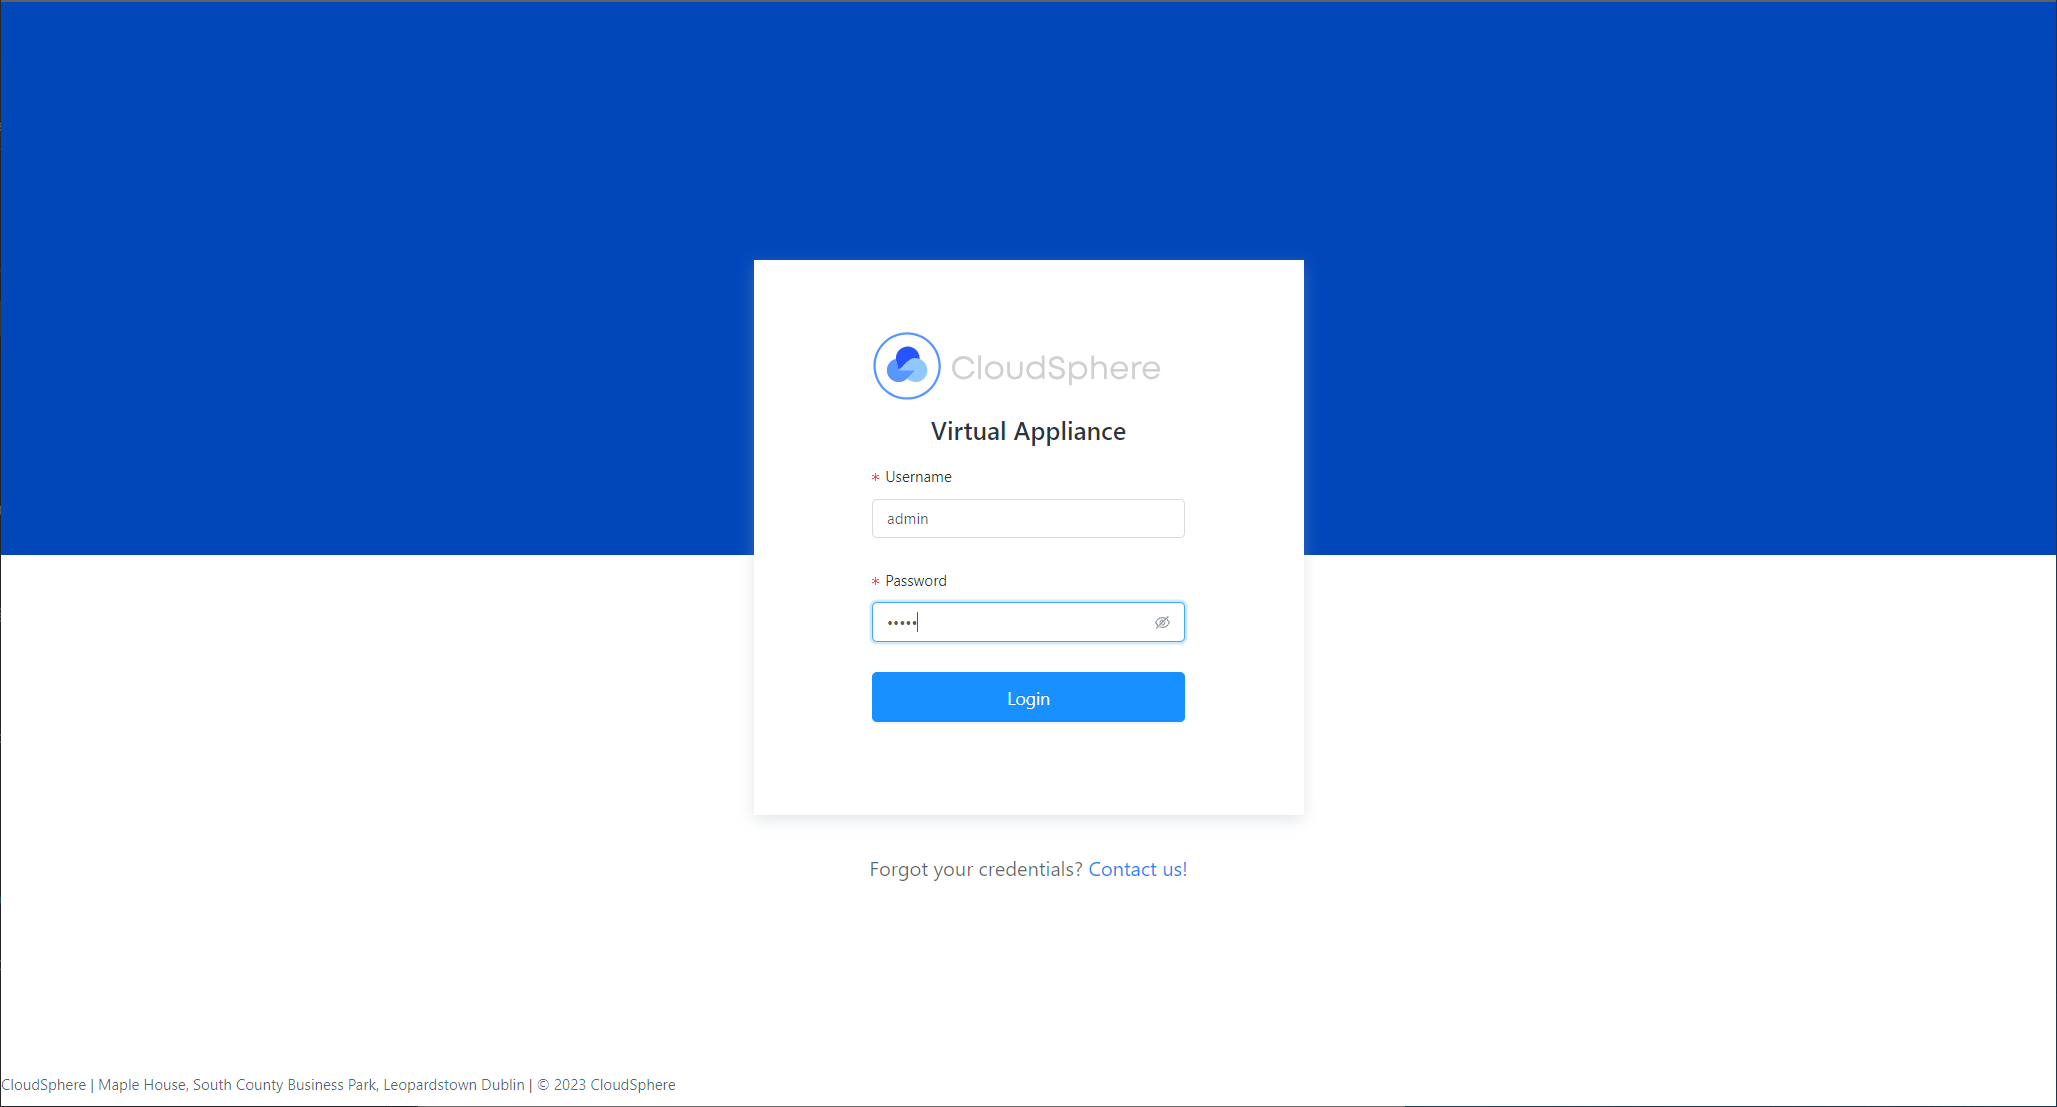 CloudSphere
Virtual Appliance
* Username
admin
* Password
•••••
Login
Forgot your credentials? Contact us!
CloudSphere | Maple House, South County Business Park, Leopardstown Dublin | © 2023 CloudSphere